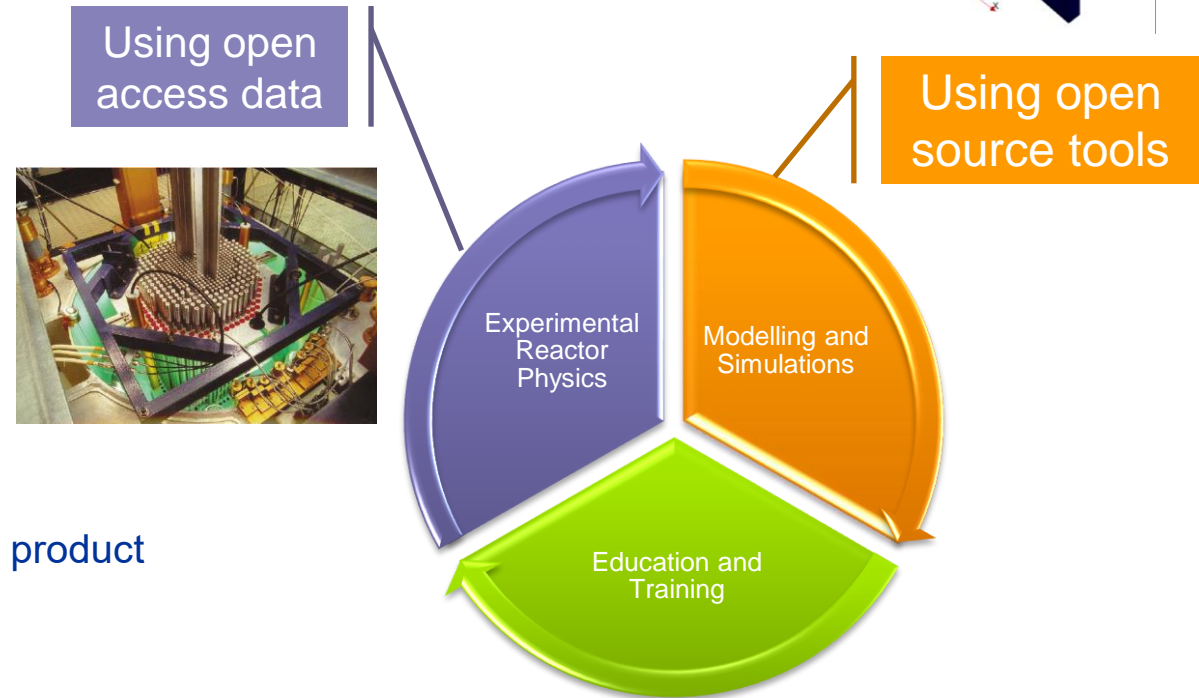 Using open
access data
Using open
source tools
Experimental
Reactor
Physics
Modelling and
Simulations
product
Education and
Training